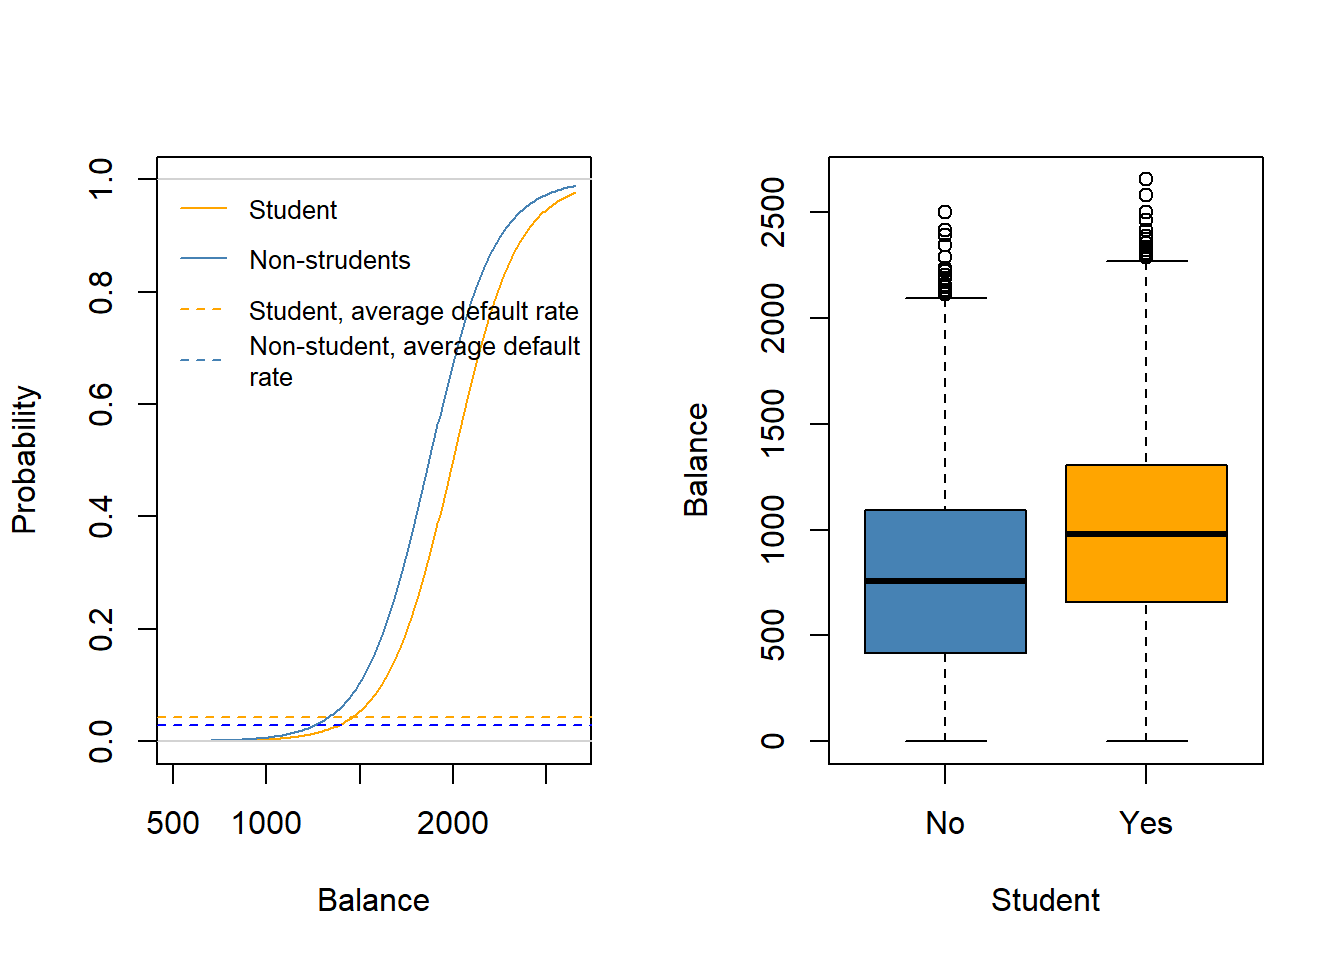 Probability
1.0
0.8
0.6
0.4
0.2
0.0
Student
Non-strudents
Student, average default rate
Non-student, average default
rate
500 1000 2000
Balance
Balance
2500
2000
1500
1000
500
0
No Yes
Student